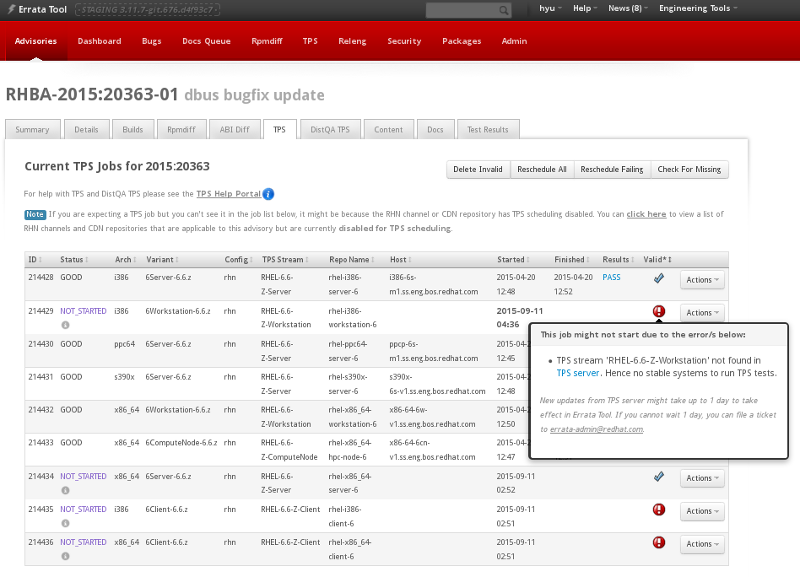 Errata Tool -STAGING 3.11.7-git.676.d4f93c7- hyu Help News (8) Engineering Tools
Advisories Dashboard Bugs Docs Queue Rpmdiff TPS Releng Security Packages Admin
RHBA-2015:20363-01 dbus bugfix update
Summary Details Builds Rpmdiff ABI Diff TPS DistQA TPS Content Docs Test Results
Current TPS Jobs for 2015:20363
Delete Invalid Reschedule All Reschedule Failing Check For Missing
For help with TPS and DistQA TPS please see the TPS Help Portal
Note If you are expecting a TPS job but you can't see it in the job list below, it might be because the RHN channel or CDN repository has TPS scheduling disabled. You can click here to view a list of
RHN channels and CDN repositories that are applicable to this advisory but are currently disabled for TPS scheduling.
ID Status Arch Variant Config TPS Stream Repo Name Host Started Finished Results Valid*
214428 GOOD i386 6Server-6.6.z rhn RHEL-6.6- rhel-i386- i386-6s- 2015-04-20 2015-04-20 PASS Actions
Z-Server server-6 m1.ss.eng.bos.redhat.com 12:48 12:52
214429 NOT_STARTED i386 6Workstation-6.6.z rhn RHEL-6.6- rhel-i386- 2015-09-11 Actions
Z-Workstation workstation-6 04:36
214430 GOOD ppc64 6Server-6.6.z rhn RHEL-6.6- rhel-ppc64- ppcp-6s- 2015-04-2
Z-Server server-6 m1.ss.eng.bos.redhat.com 12:45
214431 GOOD s390x 6Server-6.6.z rhn RHEL-6.6- rhel-s390x- s390x- 2015-04-2
Z-Server server-6 6s-v1.ss.eng.bos.redhat.com 12:48
214432 GOOD x86_64 6Workstation-6.6.z rhn RHEL-6.6- rhel-x86_64- x86-64-6w- 2015-04-2
Z-Workstation workstation-6 v1.ss.eng.bos.redhat.com 12:50
214433 GOOD x86_64 6ComputeNode-6.6.z rhn RHEL-6.6- rhel-x86_64- x86-64-6cn- 2015-04-2
Z-ComputeNode hpc-node-6 v1.ss.eng.bos.redhat.com 12:47
This job might not start due to the error/s below:
TPS stream 'RHEL-6.6-Z-Workstation' not found in
TPS server. Hence no stable systems to run TPS tests.
New updates from TPS server might take up to 1 day to take
effect in Errata Tool. If you cannot wait 1 day, you can file a ticket
to errata-admin@redhat.com.
214434 NOT_STARTED x86_64 6Server-6.6.z rhn RHEL-6.6- rhel-x86_64- 2015-09-11 Actions
Z-Server server-6 02:52
214435 NOT_STARTED i386 6Client-6.6.z rhn RHEL-6.6-Z-Client rhel-i386- 2015-09-11 Actions
client-6 02:51
214436 NOT_STARTED x86_64 6Client-6.6.z rhn RHEL-6.6-Z-Client rhel-x86_64- 2015-09-11 Actions
client-6 02:51